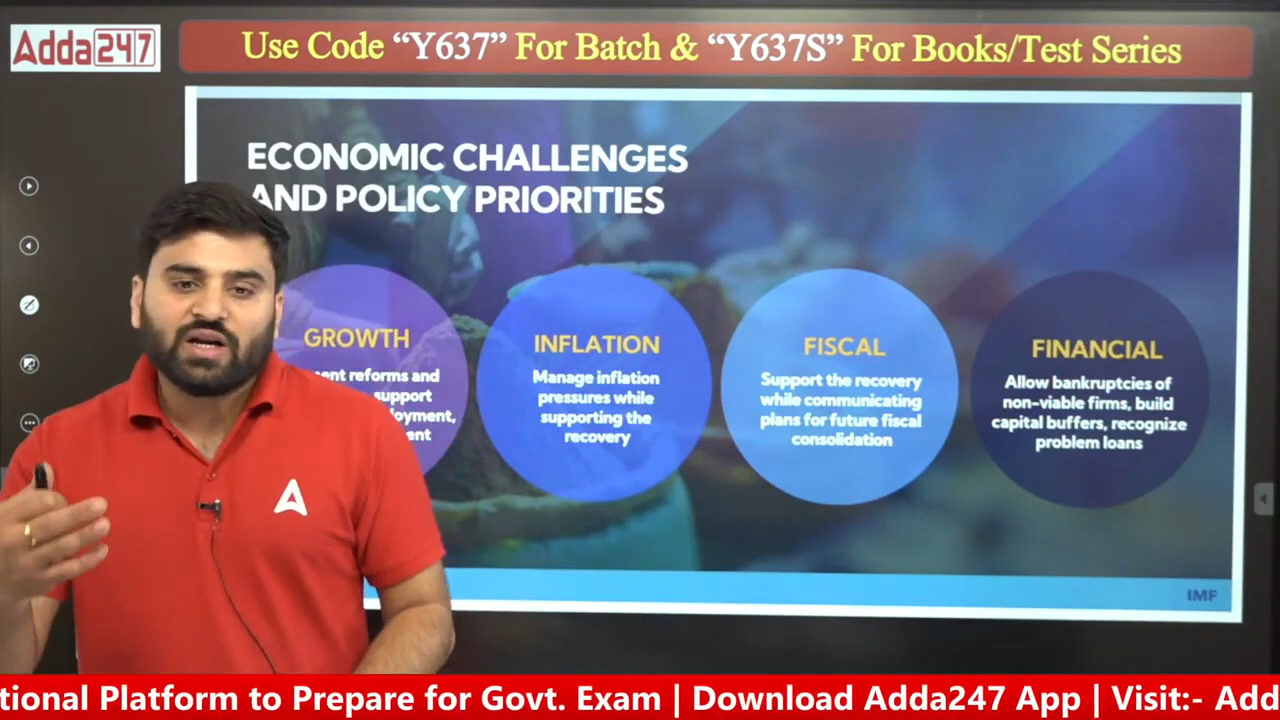 Adda247
Use Code “Y637” For Batch & “Y637S” For Books/Test Series
ECONOMIC CHALLENGES
AND POLICY PRIORITIES
GROWTH
reforms and
support
INFLATION
Manage inflation
pressures while
supporting the
recovery
FISCAL
Support the recovery
while communicating
plans for future fiscal
consolidation
FINANCIAL
Allow bankruptcies of
non-viable firms, build
capital buffers, recognize
problem loans
IMF
Platform to Prepare for Govt. Exam | Download Adda247 App | Visit:- Add